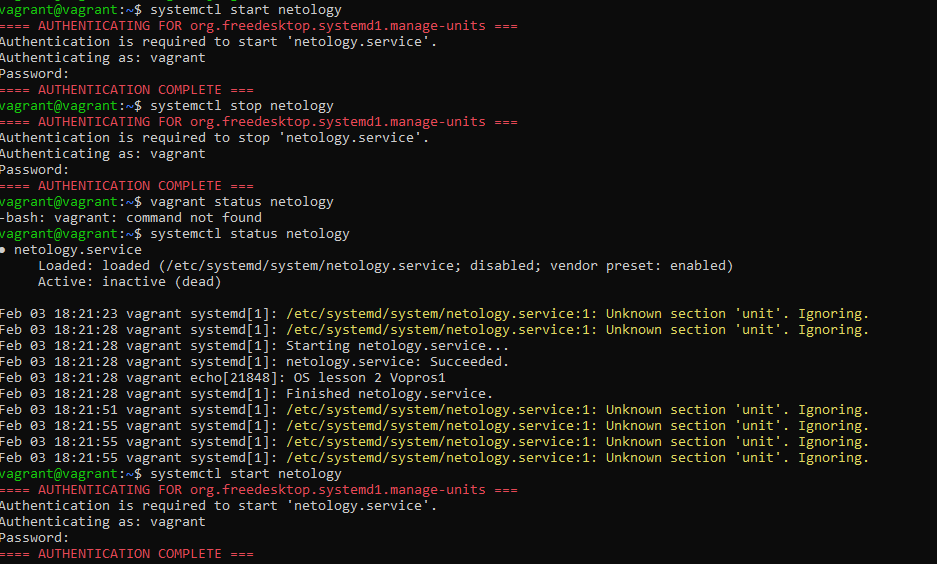 vagrant@vagrant:~$ systemctl start netology
==== AUTHENTICATING FOR org.freedesktop.systemd1.manage-units ===
Authentication is required to start 'netology.service'.
Authenticating as: vagrant
Password:
==== AUTHENTICATION COMPLETE ===
vagrant@vagrant:~$ systemctl stop netology
==== AUTHENTICATING FOR org.freedesktop.systemd1.manage-units ===
Authentication is required to stop 'netology.service'.
Authenticating as: vagrant
Password:
==== AUTHENTICATION COMPLETE ===
vagrant@vagrant:~$ vagrant status netology
-bash: vagrant: command not found
vagrant@vagrant:~$ systemctl status netology
● netology.service
     Loaded: loaded (/etc/systemd/system/netology.service; disabled; vendor preset: enabled)
     Active: inactive (dead)

Feb 03 18:21:23 vagrant systemd[1]: /etc/systemd/system/netology.service:1: Unknown section 'unit'. Ignoring.
Feb 03 18:21:28 vagrant systemd[1]: /etc/systemd/system/netology.service:1: Unknown section 'unit'. Ignoring.
Feb 03 18:21:28 vagrant systemd[1]: Starting netology.service...
Feb 03 18:21:28 vagrant systemd[1]: netology.service: Succeeded.
Feb 03 18:21:28 vagrant echo[21848]: OS lesson 2 Vopros1
Feb 03 18:21:28 vagrant systemd[1]: Finished netology.service.
Feb 03 18:21:51 vagrant systemd[1]: /etc/systemd/system/netology.service:1: Unknown section 'unit'. Ignoring.
Feb 03 18:21:55 vagrant systemd[1]: /etc/systemd/system/netology.service:1: Unknown section 'unit'. Ignoring.
Feb 03 18:21:55 vagrant systemd[1]: /etc/systemd/system/netology.service:1: Unknown section 'unit'. Ignoring.
Feb 03 18:21:55 vagrant systemd[1]: /etc/systemd/system/netology.service:1: Unknown section 'unit'. Ignoring.
vagrant@vagrant:~$ systemctl start netology
==== AUTHENTICATING FOR org.freedesktop.systemd1.manage-units ===
Authentication is required to start 'netology.service'.
Authenticating as: vagrant
Password:
==== AUTHENTICATION COMPLETE ===